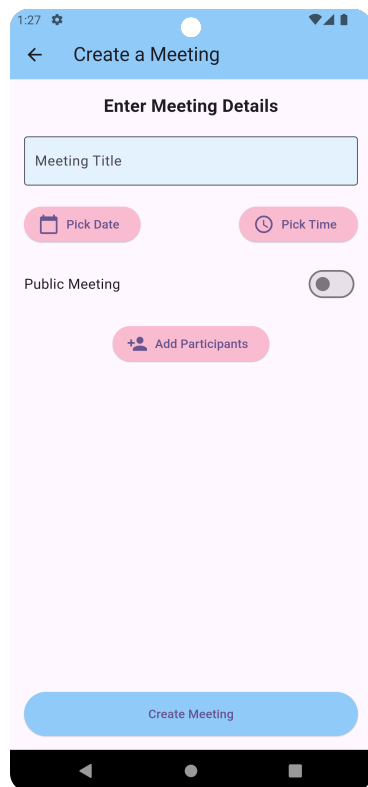 1:27
Create a Meeting
Enter Meeting Details
Meeting Title
Pick Date
Pick Time
Public Meeting
Add Participants
Create Meeting